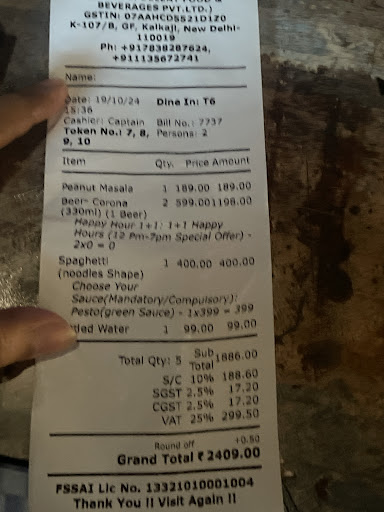 BEVERAGES PVT.LTD.)
GSTIN: 07AAHCD5521D1Z0
K-107/B, GF, Kalkaji, New Delhi-
110019
Ph: +917838287624,
+911135672741
Name:
Date: 19/10/24 Dine In: T6
15:36
Cashier: Captain Bill No.: 7737
Token No.: 7, 8, Persons: 2
9, 10
Item Qty. Price Amount
Peanut Masala 1 189.00 189.00
Beer- Corona 2 599.00 1198.00
(330ml) (1 Beer)
Happy Hour 1+1: 1+1 Happy
Hours (12 Pm-7pm Special Offer) -
2x0 = 0
Spaghetti 1 400.00 400.00
(noodles Shape)
Choose Your
Sauce(Mandatory/Compulsory):
Pesto(green Sauce) - 1x399 = 399
tled Water 1 99.00 99.00
Total Qty: 5 Sub Total 1886.00
S/C 10% 188.60
SGST 2.5% 17.20
CGST 2.5% 17.20
VAT 25% 299.50
Round off +0.50
Grand Total ₹ 2409.00
FSSAI Lic No. 13321010001004
Thank You !! Visit Again !!